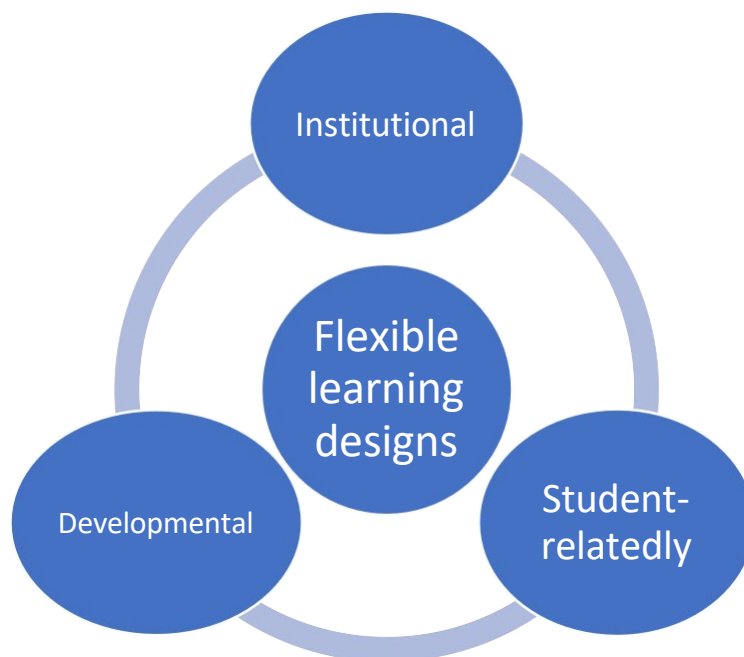 Institutional
Flexible
learning
designs
Developmental
Student-
relatedly